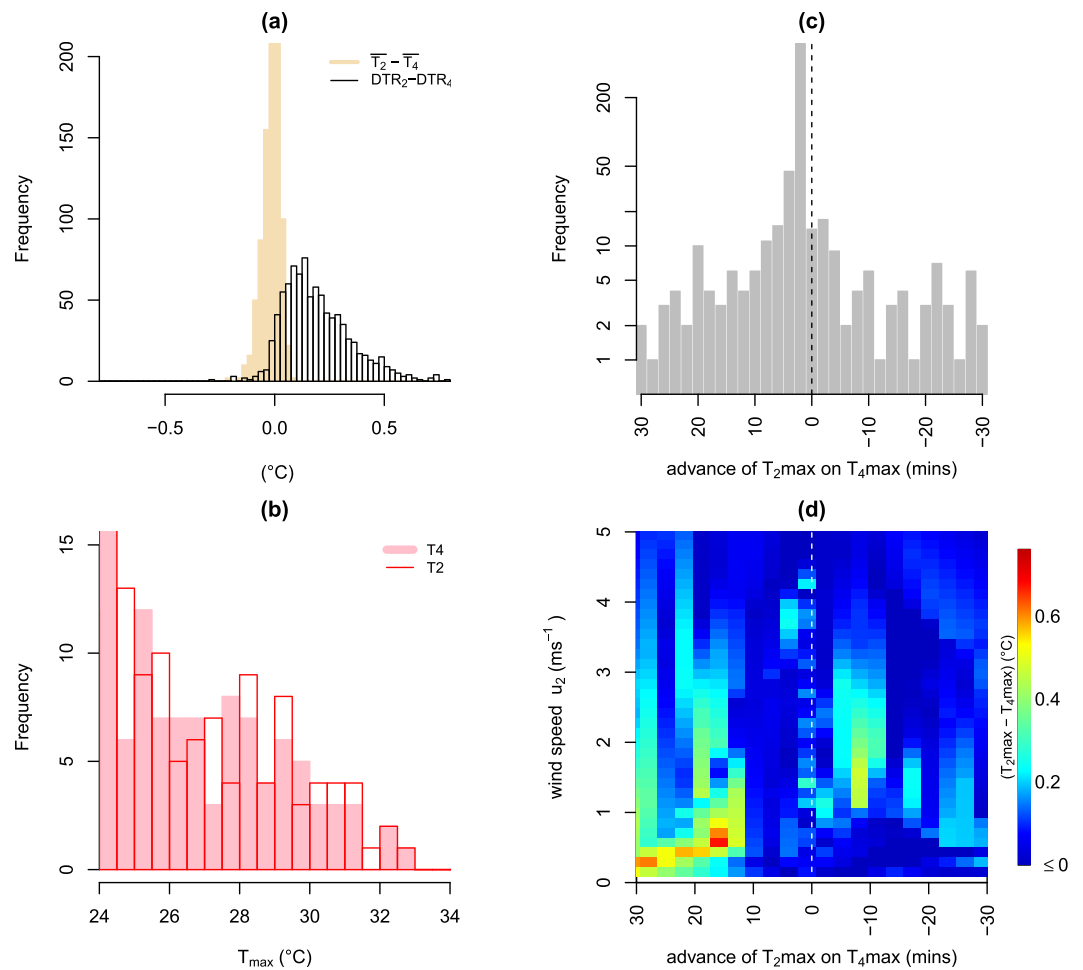 (a)
200
150
100
50
0
Frequency
−0.5
0.0
0.5
(°C)
T₂ − T₄
DTR₂−DTR₄
(c)
200
50
10
5
2
1
Frequency
30
20
10
0
-10
-20
-30
advance of T₂max on T₄max (mins)
(b)
15
10
5
0
Frequency
24
26
28
30
32
34
Tmax (°C)
T4
T2
(d)
5
4
3
2
1
0
wind speed u₂ (ms⁻¹)
30
20
10
0
-10
-20
-30
advance of T₂max on T₄max (mins)
0.6
0.4
0.2
≤ 0
(T₂max − T₄max) (°C)